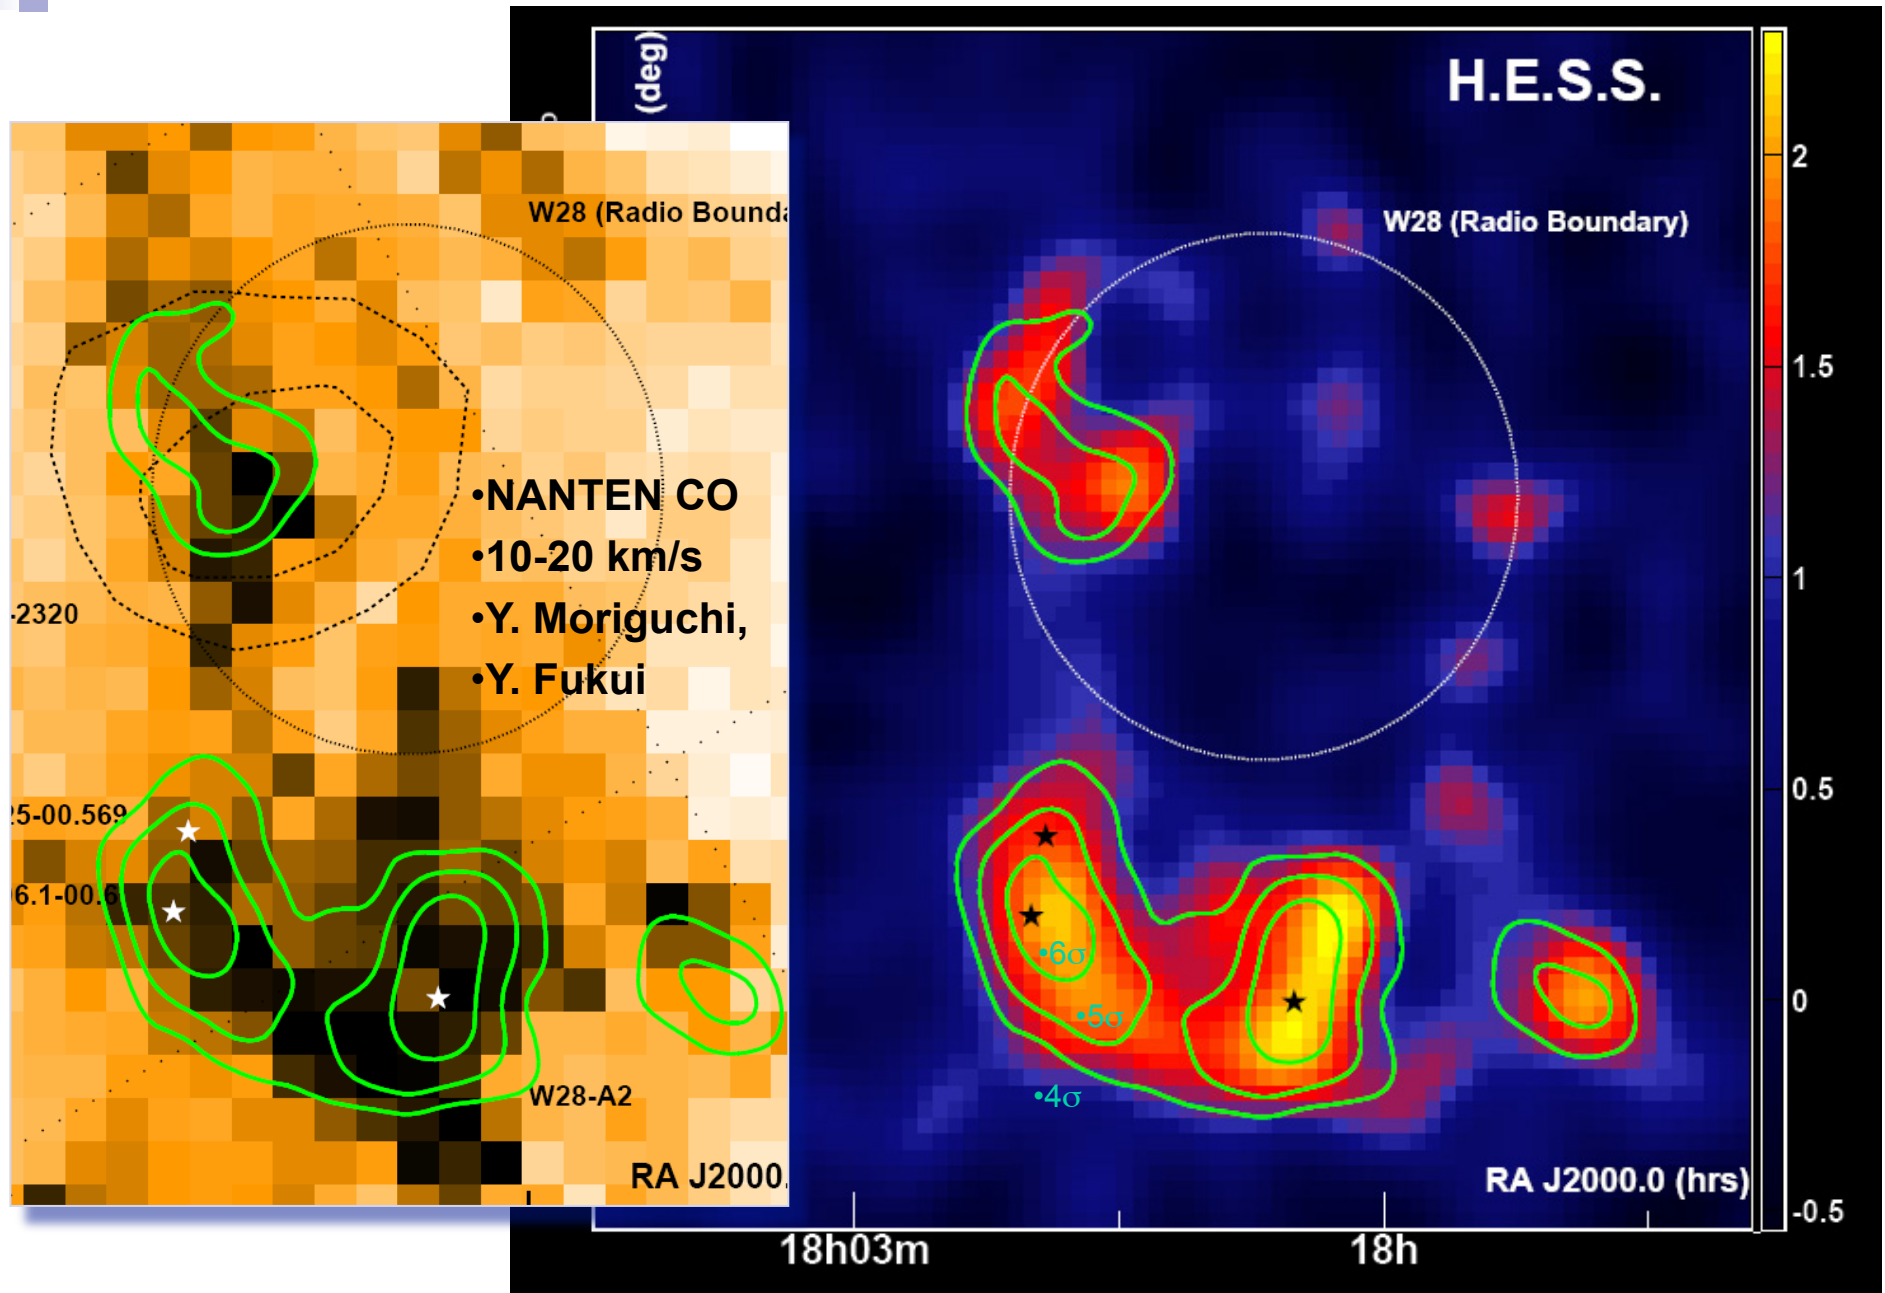 W28 (Radio Bounda
•NANTEN CO
•10-20 km/s
•Y. Moriguchi,
•Y. Fukui
-2320
25-00.569
06.1-00.6
W28-A2
RA J2000.
(deg)
H.E.S.S.
W28 (Radio Boundary)
•6σ
•5σ
•4σ
RA J2000.0 (hrs)
18h03m
18h
2
1.5
1
0.5
0
-0.5